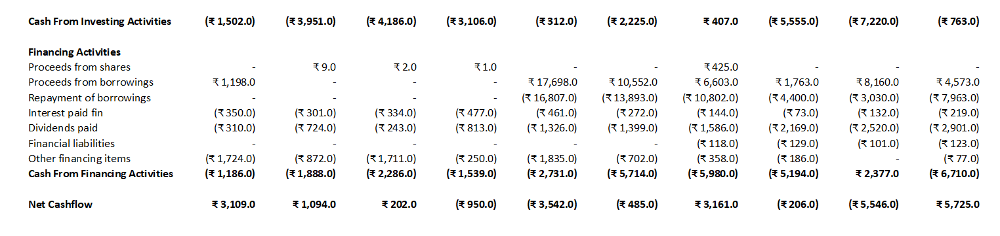 Cash From Investing Activities (₹ 1,502.0) (₹ 3,951.0) (₹ 4,186.0) (₹ 3,106.0) (₹ 312.0) (₹ 2,225.0) ₹ 407.0 (₹ 5,555.0) (₹ 7,220.0) (₹ 763.0)
Financing Activities
Proceeds from shares - ₹ 9.0 ₹ 2.0 ₹ 1.0 - - ₹ 425.0 - - -
Proceeds from borrowings ₹ 1,198.0 - - - ₹ 17,698.0 ₹ 10,552.0 ₹ 6,603.0 ₹ 1,763.0 ₹ 8,160.0 ₹ 4,573.0
Repayment of borrowings - - - - (₹ 16,807.0) (₹ 13,893.0) (₹ 10,802.0) (₹ 4,400.0) (₹ 3,030.0) (₹ 7,963.0)
Interest paid fin (₹ 350.0) (₹ 301.0) (₹ 334.0) (₹ 477.0) (₹ 461.0) (₹ 272.0) (₹ 144.0) (₹ 73.0) (₹ 132.0) (₹ 219.0)
Dividends paid (₹ 310.0) (₹ 724.0) (₹ 243.0) (₹ 813.0) (₹ 1,326.0) (₹ 1,399.0) (₹ 1,586.0) (₹ 2,169.0) (₹ 2,520.0) (₹ 2,901.0)
Financial liabilities - - - - - - (₹ 118.0) (₹ 129.0) (₹ 101.0) (₹ 123.0)
Other financing items (₹ 1,724.0) (₹ 872.0) (₹ 1,711.0) (₹ 250.0) (₹ 1,835.0) (₹ 702.0) (₹ 358.0) (₹ 186.0) - (₹ 77.0)
Cash From Financing Activities (₹ 1,186.0) (₹ 1,888.0) (₹ 2,286.0) (₹ 1,539.0) (₹ 2,731.0) (₹ 5,714.0) (₹ 5,980.0) (₹ 5,194.0) ₹ 2,377.0 (₹ 6,710.0)
Net Cashflow ₹ 3,109.0 ₹ 1,094.0 ₹ 202.0 (₹ 950.0) (₹ 3,542.0) (₹ 485.0) ₹ 3,161.0 (₹ 206.0) (₹ 5,546.0) ₹ 5,725.0